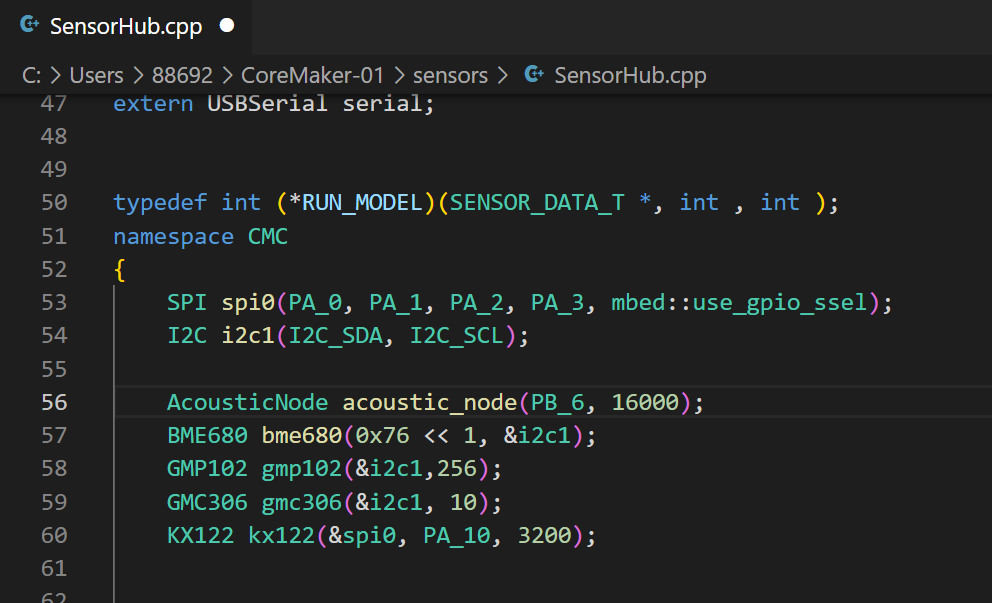 SensorHub.cpp
C: > Users > 88692 > CoreMaker-01 > sensors > SensorHub.cpp
47 extern USBSerial serial;
48
49
50 typedef int (*RUN_MODEL)(SENSOR_DATA_T *, int , int );
51 namespace CMC
52 {
53 SPI spi0(PA_0, PA_1, PA_2, PA_3, mbed::use_gpio_ssel);
54 I2C i2c1(I2C_SDA, I2C_SCL);
55
56 AcousticNode acoustic_node(PB_6, 16000);
57 BME680 bme680(0x76 << 1, &i2c1);
58 GMP102 gmp102(&i2c1,256);
59 GMC306 gmc306(&i2c1, 10);
60 KX122 kx122(&spi0, PA_10, 3200);
61
62